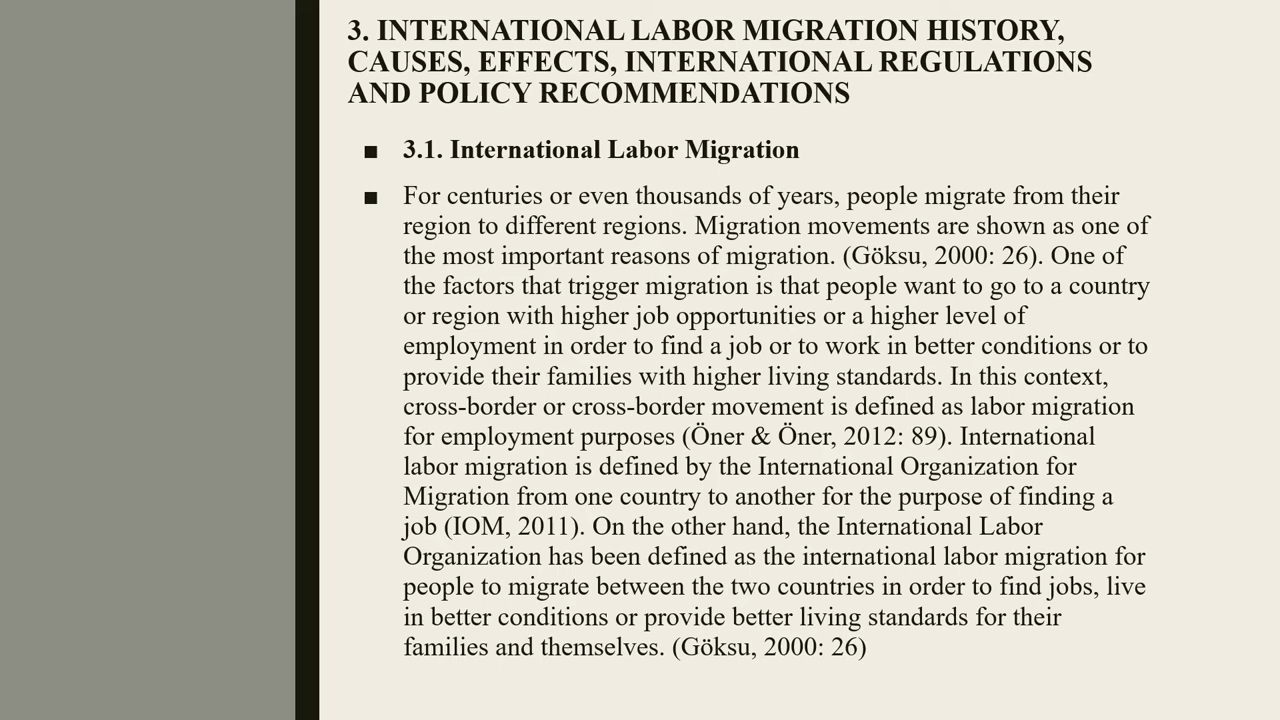 3. INTERNATIONAL LABOR MIGRATION HISTORY,
CAUSES, EFFECTS, INTERNATIONAL REGULATIONS
AND POLICY RECOMMENDATIONS
■ 3.1. International Labor Migration
■ For centuries or even thousands of years, people migrate from their
region to different regions. Migration movements are shown as one of
the most important reasons of migration. (Göksu, 2000: 26). One of
the factors that trigger migration is that people want to go to a country
or region with higher job opportunities or a higher level of
employment in order to find a job or to work in better conditions or to
provide their families with higher living standards. In this context,
cross-border or cross-border movement is defined as labor migration
for employment purposes (Öner & Öner, 2012: 89). International
labor migration is defined by the International Organization for
Migration from one country to another for the purpose of finding a
job (IOM, 2011). On the other hand, the International Labor
Organization has been defined as the international labor migration for
people to migrate between the two countries in order to find jobs, live
in better conditions or provide better living standards for their
families and themselves. (Göksu, 2000: 26)